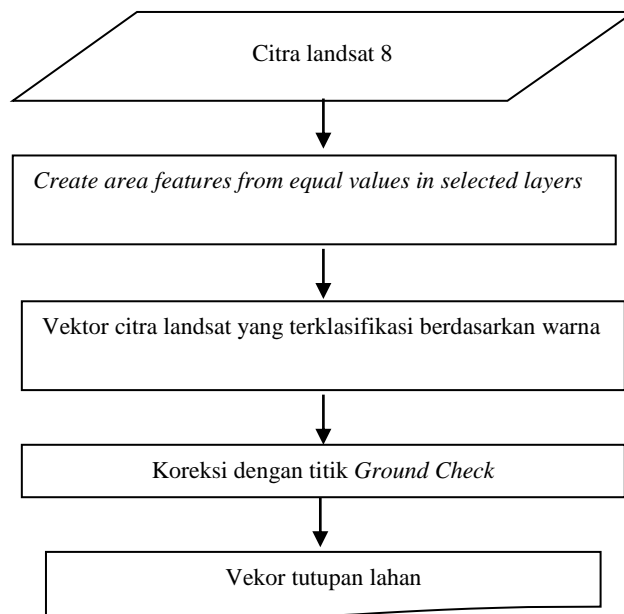 Citra landsat 8
Create area features from equal values in selected layers
Vektor citra landsat yang terklasifikasi berdasarkan warna
Koreksi dengan titik Ground Check
Vekor tutupan lahan